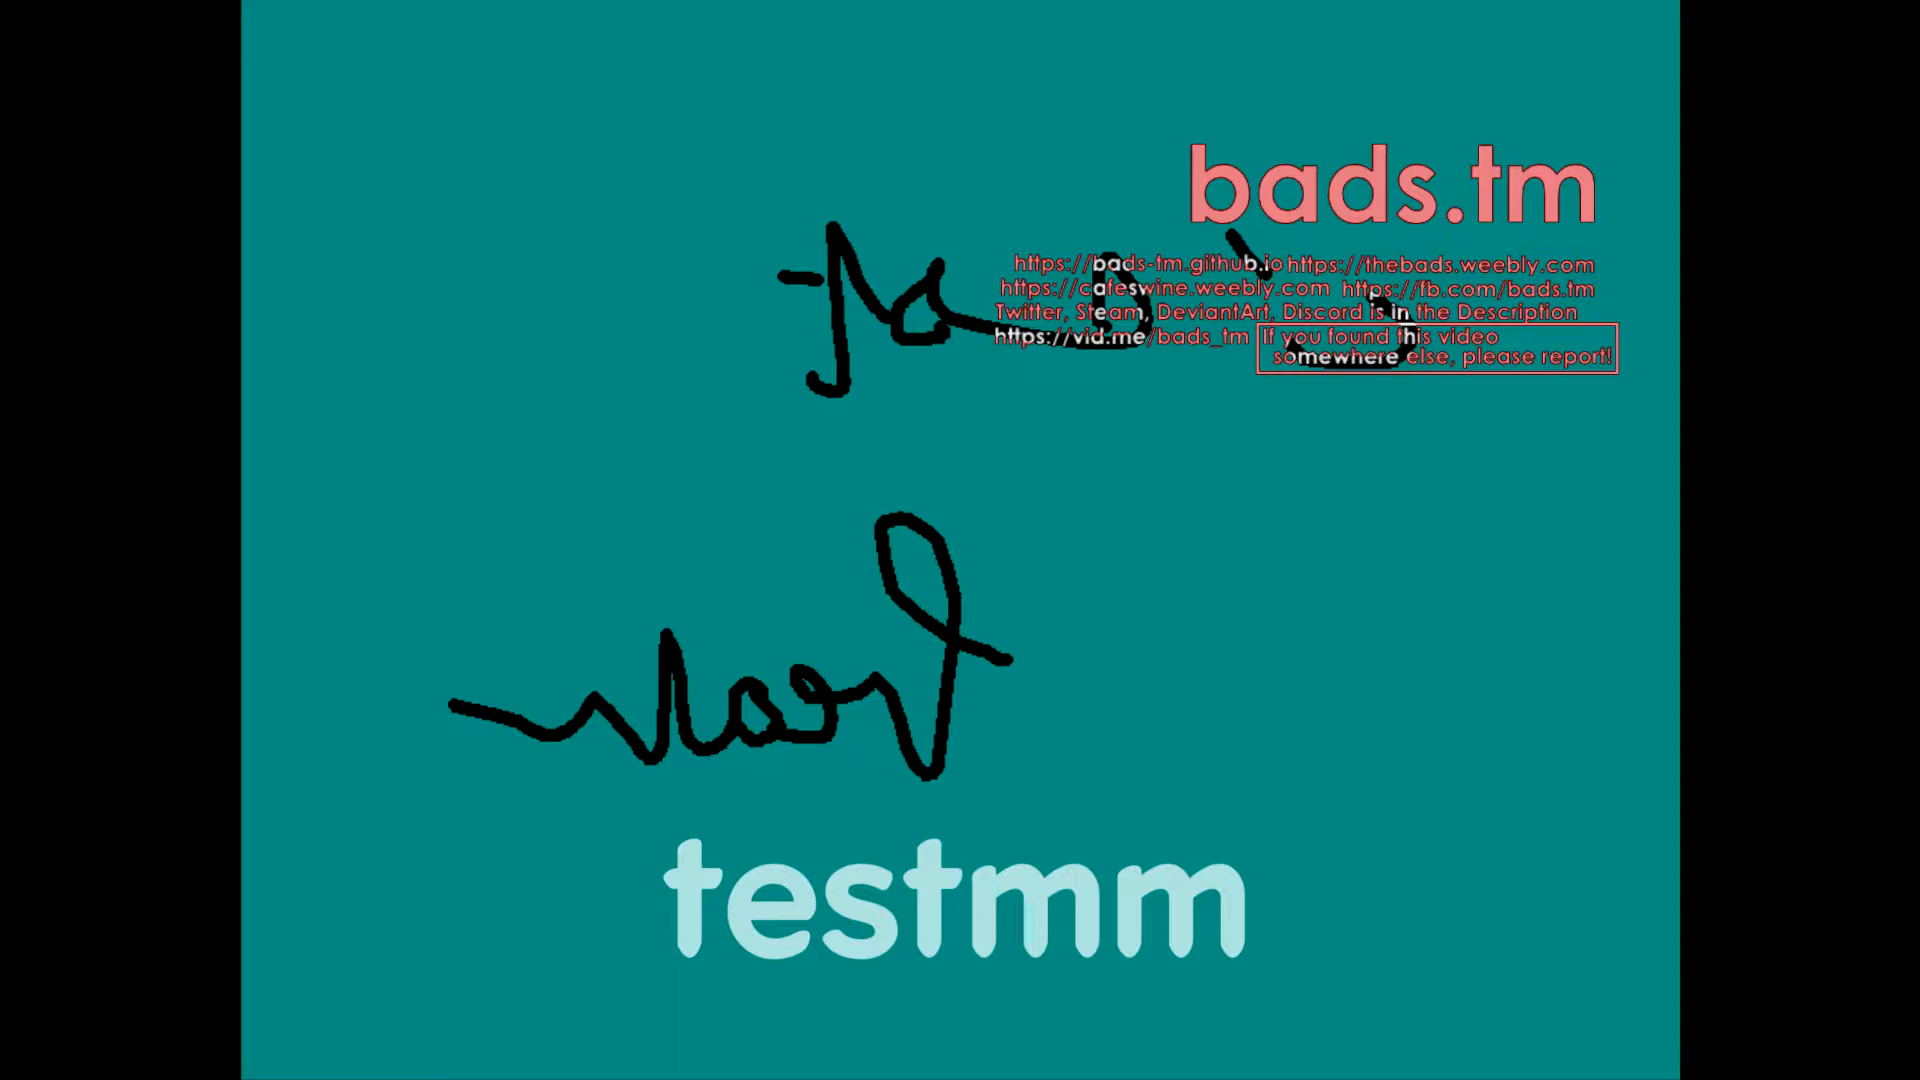 bads.tm
https://bads-tm.github.io https://thebads.weebly.com
https://cafeswine.weebly.com https://fb.com/bads.tm
Twitter, Steam, DeviantArt, Discord is in the Description
https://vid.me/bads_tm If you found this video
somewhere else, please report!
testmm